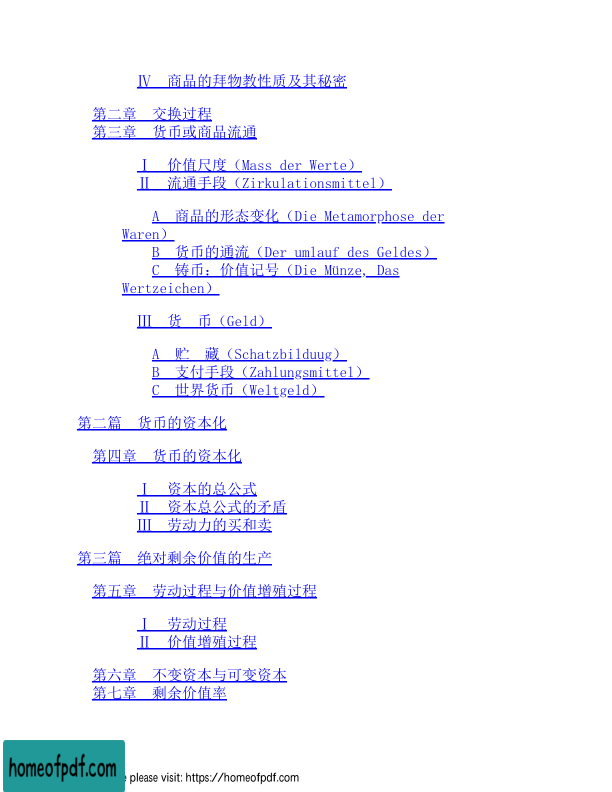 Ⅳ　商品的拜物教性质及其秘密
第二章　交换过程
第三章　货币或商品流通
Ⅰ　价值尺度（Mass der Werte）
Ⅱ　流通手段（Zirkulationsmittel）
A　商品的形态变化（Die Metamorphose der
Waren）
B　货币的通流（Der umlauf des Geldes）
C　铸币；价值记号（Die Münze, Das
Wertzeichen）
Ⅲ　货　币（Geld）
A　贮　藏（Schatzbilduug）
B　支付手段（Zahlungsmittel）
C　世界货币（Weltgeld）
第二篇　货币的资本化
第四章　货币的资本化
Ⅰ　资本的总公式
Ⅱ　资本总公式的矛盾
Ⅲ　劳动力的买和卖
第三篇　绝对剩余价值的生产
第五章　劳动过程与价值增殖过程
Ⅰ　劳动过程
Ⅱ　价值增殖过程
第六章　不变资本与可变资本
第七章　剩余价值率
homeofpdf.com
please visit: https://homeofpdf.com